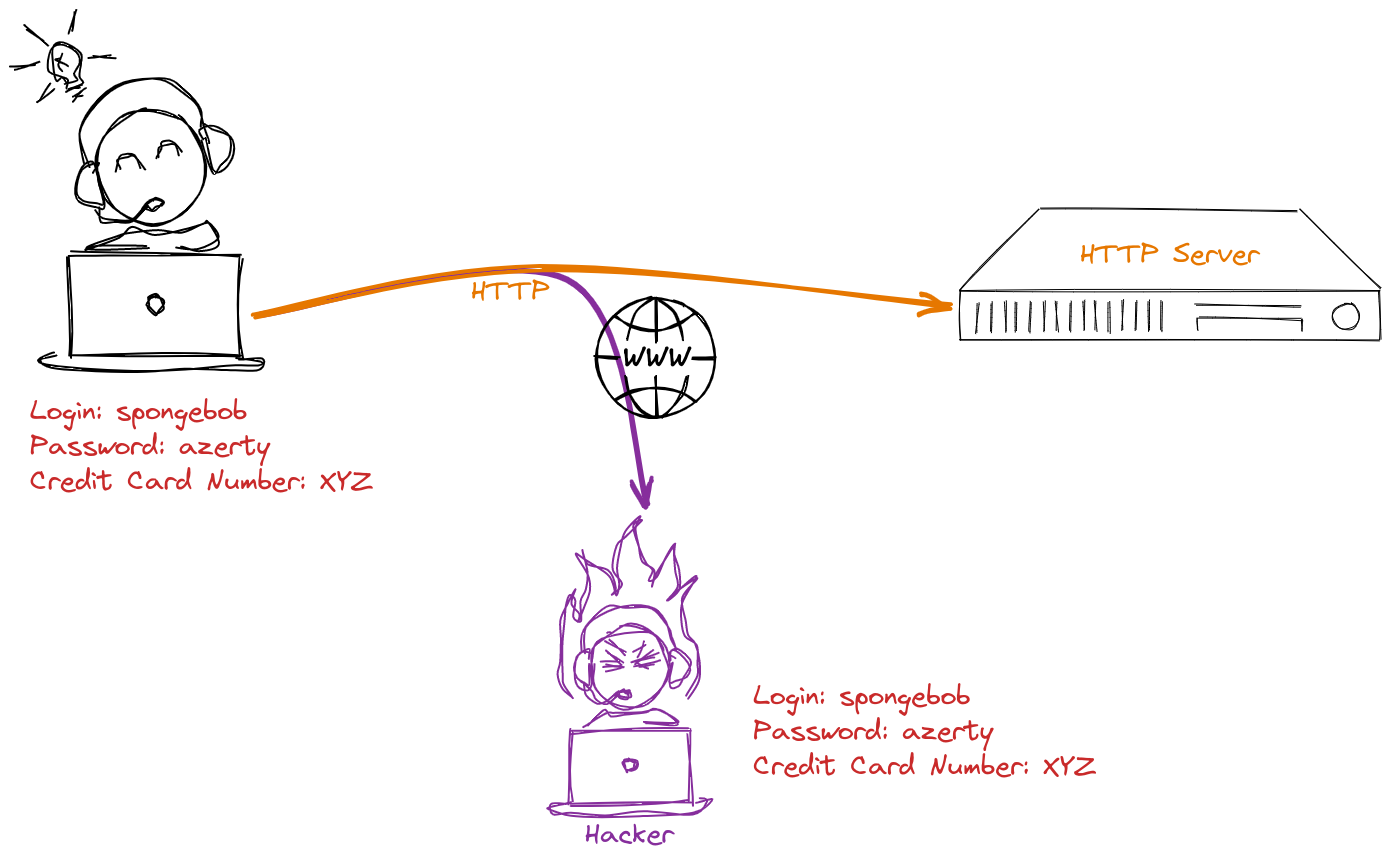 HTTP Server
HTTP
WWW
Login: spongebob
Password: azerty
Credit Card Number: XYZ
Login: spongebob
Password: azerty
Credit Card Number: XYZ
Hacker